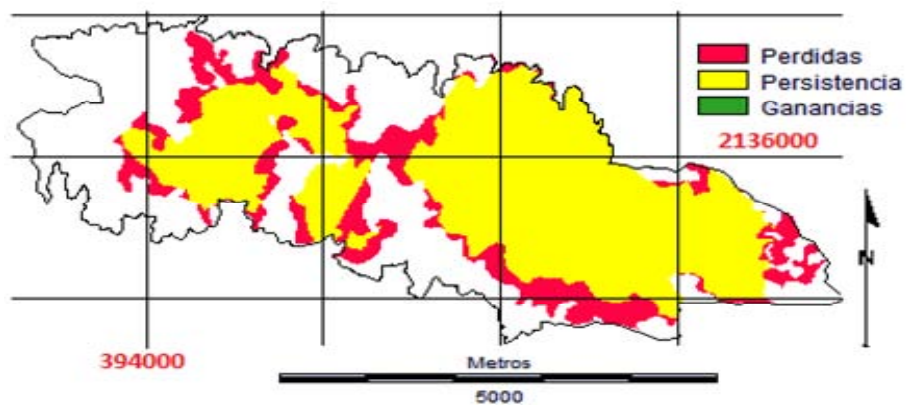 Perdidas
Persistencia
Ganancias
2136000
N
394000
Metros
5000